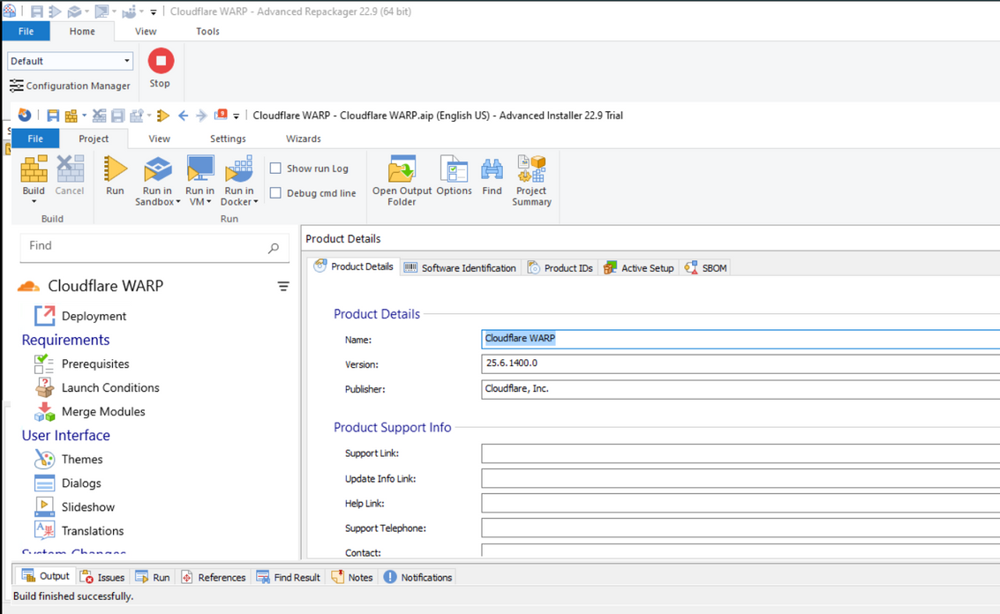 Cloudflare WARP - Advanced Repackager 22.9 (64 bit)
File Home View Tools
Default
Configuration Manager
Stop
Cloudflare WARP - Cloudflare WARP.aip (English US) - Advanced Installer 22.9 Trial
File Project View Settings Wizards
Build Cancel Run Run in Sandbox Run in VM Run in Docker
Show run Log
Debug cmd line
Open Output Folder Options Find Project Summary
Build Run
Find
Product Details
Product Details Software Identification Product IDs Active Setup SBOM
Cloudflare WARP
Deployment
Requirements
Prerequisites
Launch Conditions
Merge Modules
User Interface
Themes
Dialogs
Slideshow
Translations
System Changes
Product Details
Name: Cloudflare WARP
Version: 25.6.1400.0
Publisher: Cloudflare, Inc.
Product Support Info
Support Link:
Update Info Link:
Help Link:
Support Telephone:
Contact:
Output Issues Run References Find Result Notes Notifications
Build finished successfully.